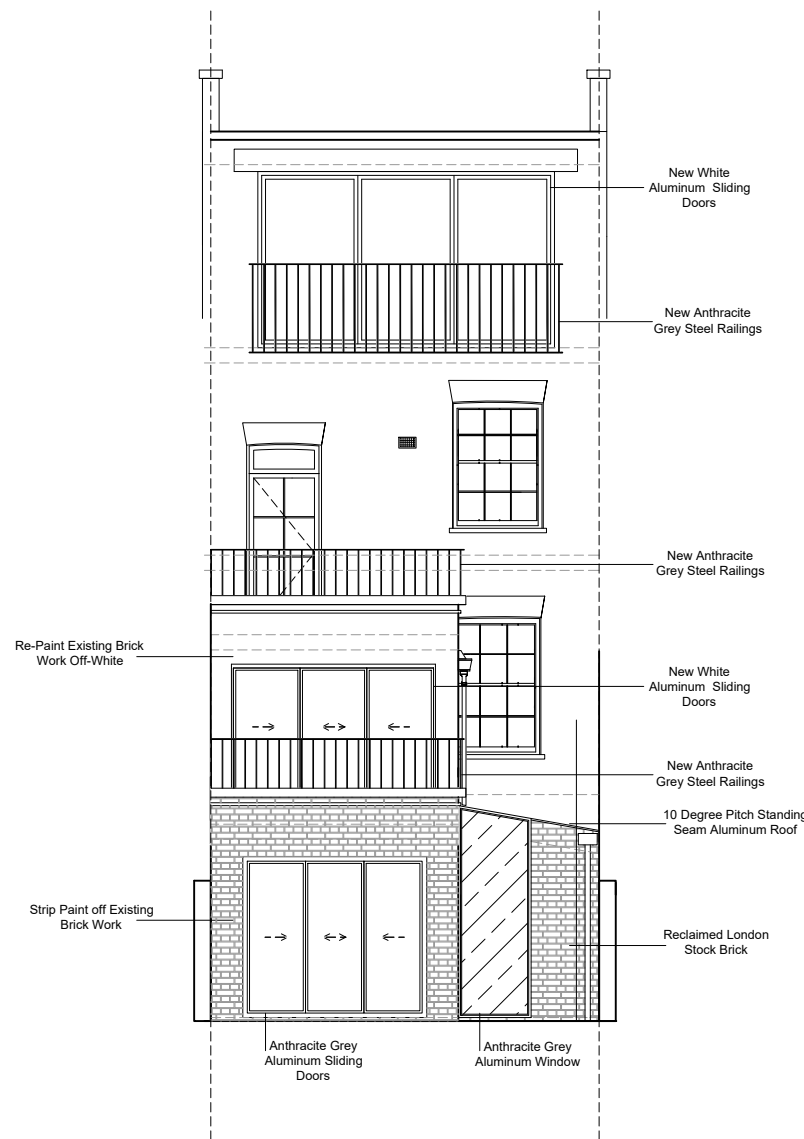 New White
Aluminum Sliding
Doors
New Anthracite
Grey Steel Railings
New Anthracite
Grey Steel Railings
Re-Paint Existing Brick
Work Off-White
New White
Aluminum Sliding
Doors
New Anthracite
Grey Steel Railings
10 Degree Pitch Standing
Seam Aluminum Roof
Strip Paint off Existing
Brick Work
Reclaimed London
Stock Brick
Anthracite Grey
Aluminum Sliding
Doors
Anthracite Grey
Aluminum Window